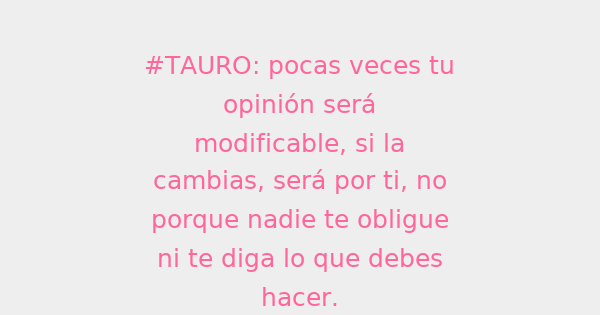 #TAURO: pocas veces tu
opinión será
modificable, si la
cambias, será por ti, no
porque nadie te obligue
ni te diga lo que debes
hacer.